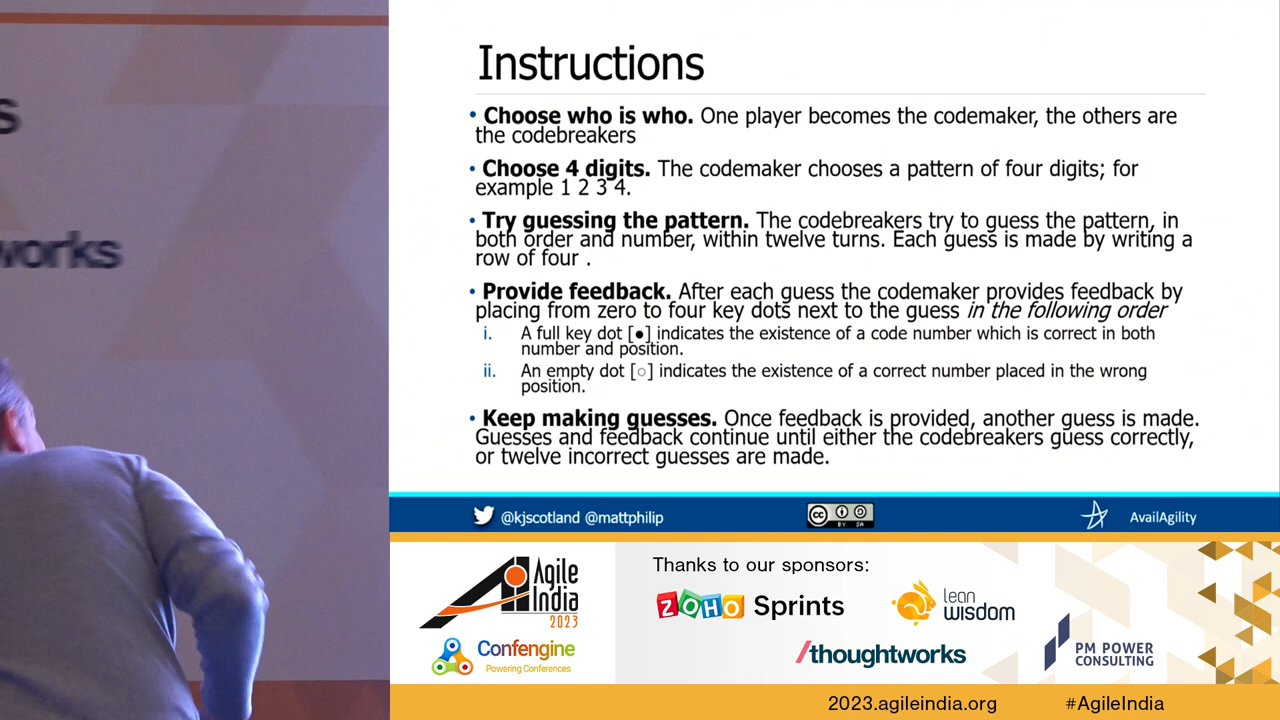 s
works
Instructions
• Choose who is who. One player becomes the codemaker, the others are
the codebreakers
• Choose 4 digits. The codemaker chooses a pattern of four digits; for
example 1 2 3 4.
• Try guessing the pattern. The codebreakers try to guess the pattern, in
both order and number, within twelve turns. Each guess is made by writing a
row of four .
• Provide feedback. After each guess the codemaker provides feedback by
placing from zero to four key dots next to the guess in the following order
i. A full key dot [●] indicates the existence of a code number which is correct in both
number and position.
ii. An empty dot [○] indicates the existence of a correct number placed in the wrong
position.
• Keep making guesses. Once feedback is provided, another guess is made.
Guesses and feedback continue until either the codebreakers guess correctly,
or twelve incorrect guesses are made.
@kjscotland @mattphilip
cc
BY SA
AvailAgility
Agile
India
2023
Confengine
Powering Conferences
Thanks to our sponsors:
ZOHO Sprints
lean
wisdom
/thoughtworks
PM POWER
CONSULTING
2023.agileindia.org
#AgileIndia